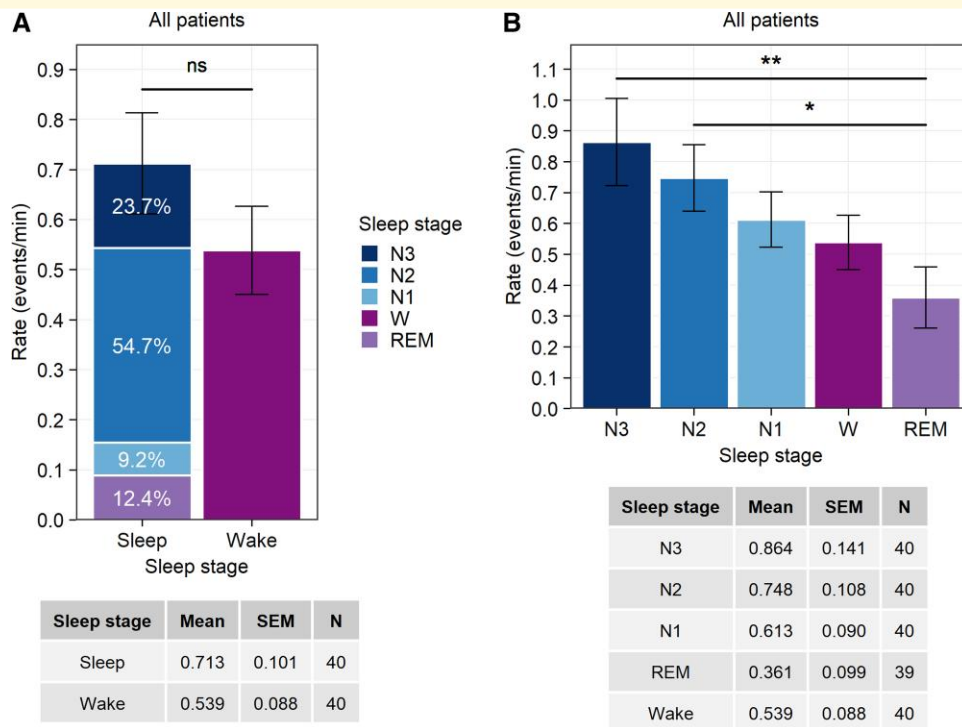 A
All patients
Rate (events/min)
0.9
0.8
0.7
0.6
0.5
0.4
0.3
0.2
0.1
0.0
ns
23.7%
54.7%
9.2%
12.4%
Sleep Wake
Sleep stage
Sleep stage
N3
N2
N1
W
REM
Sleep stage Mean SEM N
Sleep 0.713 0.101 40
Wake 0.539 0.088 40
B
All patients
Rate (events/min)
1.1
1.0
0.9
0.8
0.7
0.6
0.5
0.4
0.3
0.2
0.1
0.0
**
*
N3 N2 N1 W REM
Sleep stage
Sleep stage Mean SEM N
N3 0.864 0.141 40
N2 0.748 0.108 40
N1 0.613 0.090 40
REM 0.361 0.099 39
Wake 0.539 0.088 40